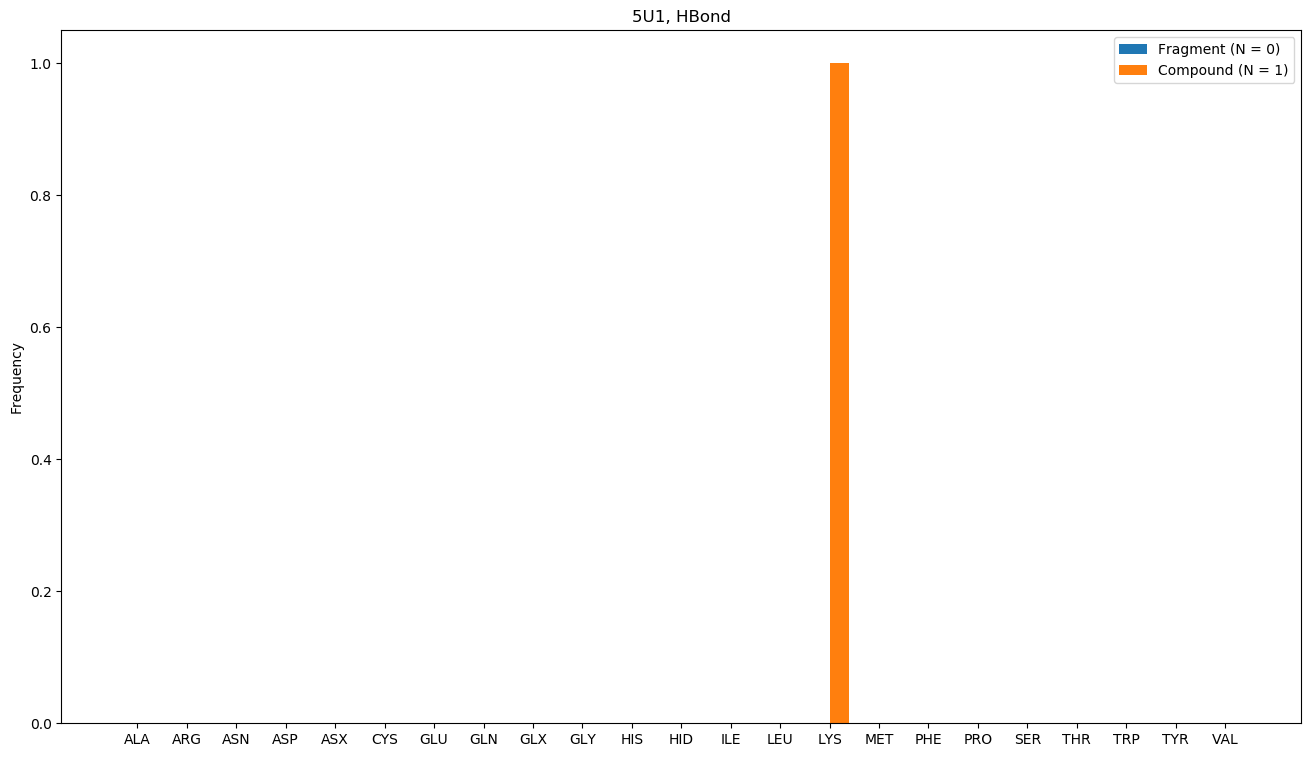 5U1, HBond
Fragment (N = 0)
Compound (N = 1)
1.0
0.8
0.6
0.4
0.2
0.0
Frequency
ALA ARG ASN ASP ASX CYS GLU GLN GLX GLY HIS HID ILE LEU LYS MET PHE PRO SER THR TRP TYR VAL